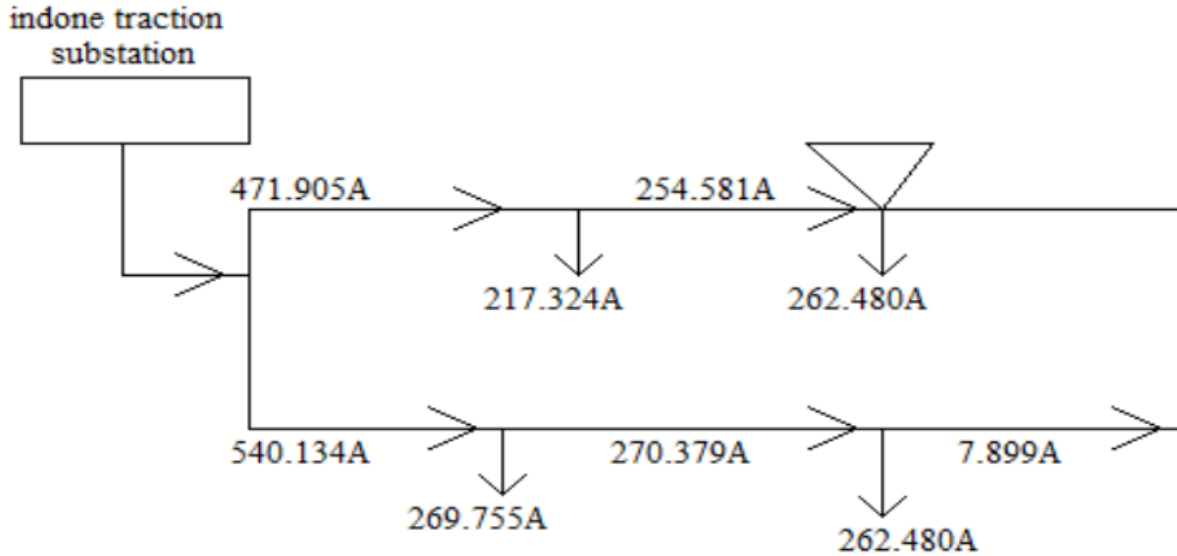 indone traction
substation
471.905A
254.581A
217.324A
262.480A
540.134A
270.379A
7.899A
269.755A
262.480A